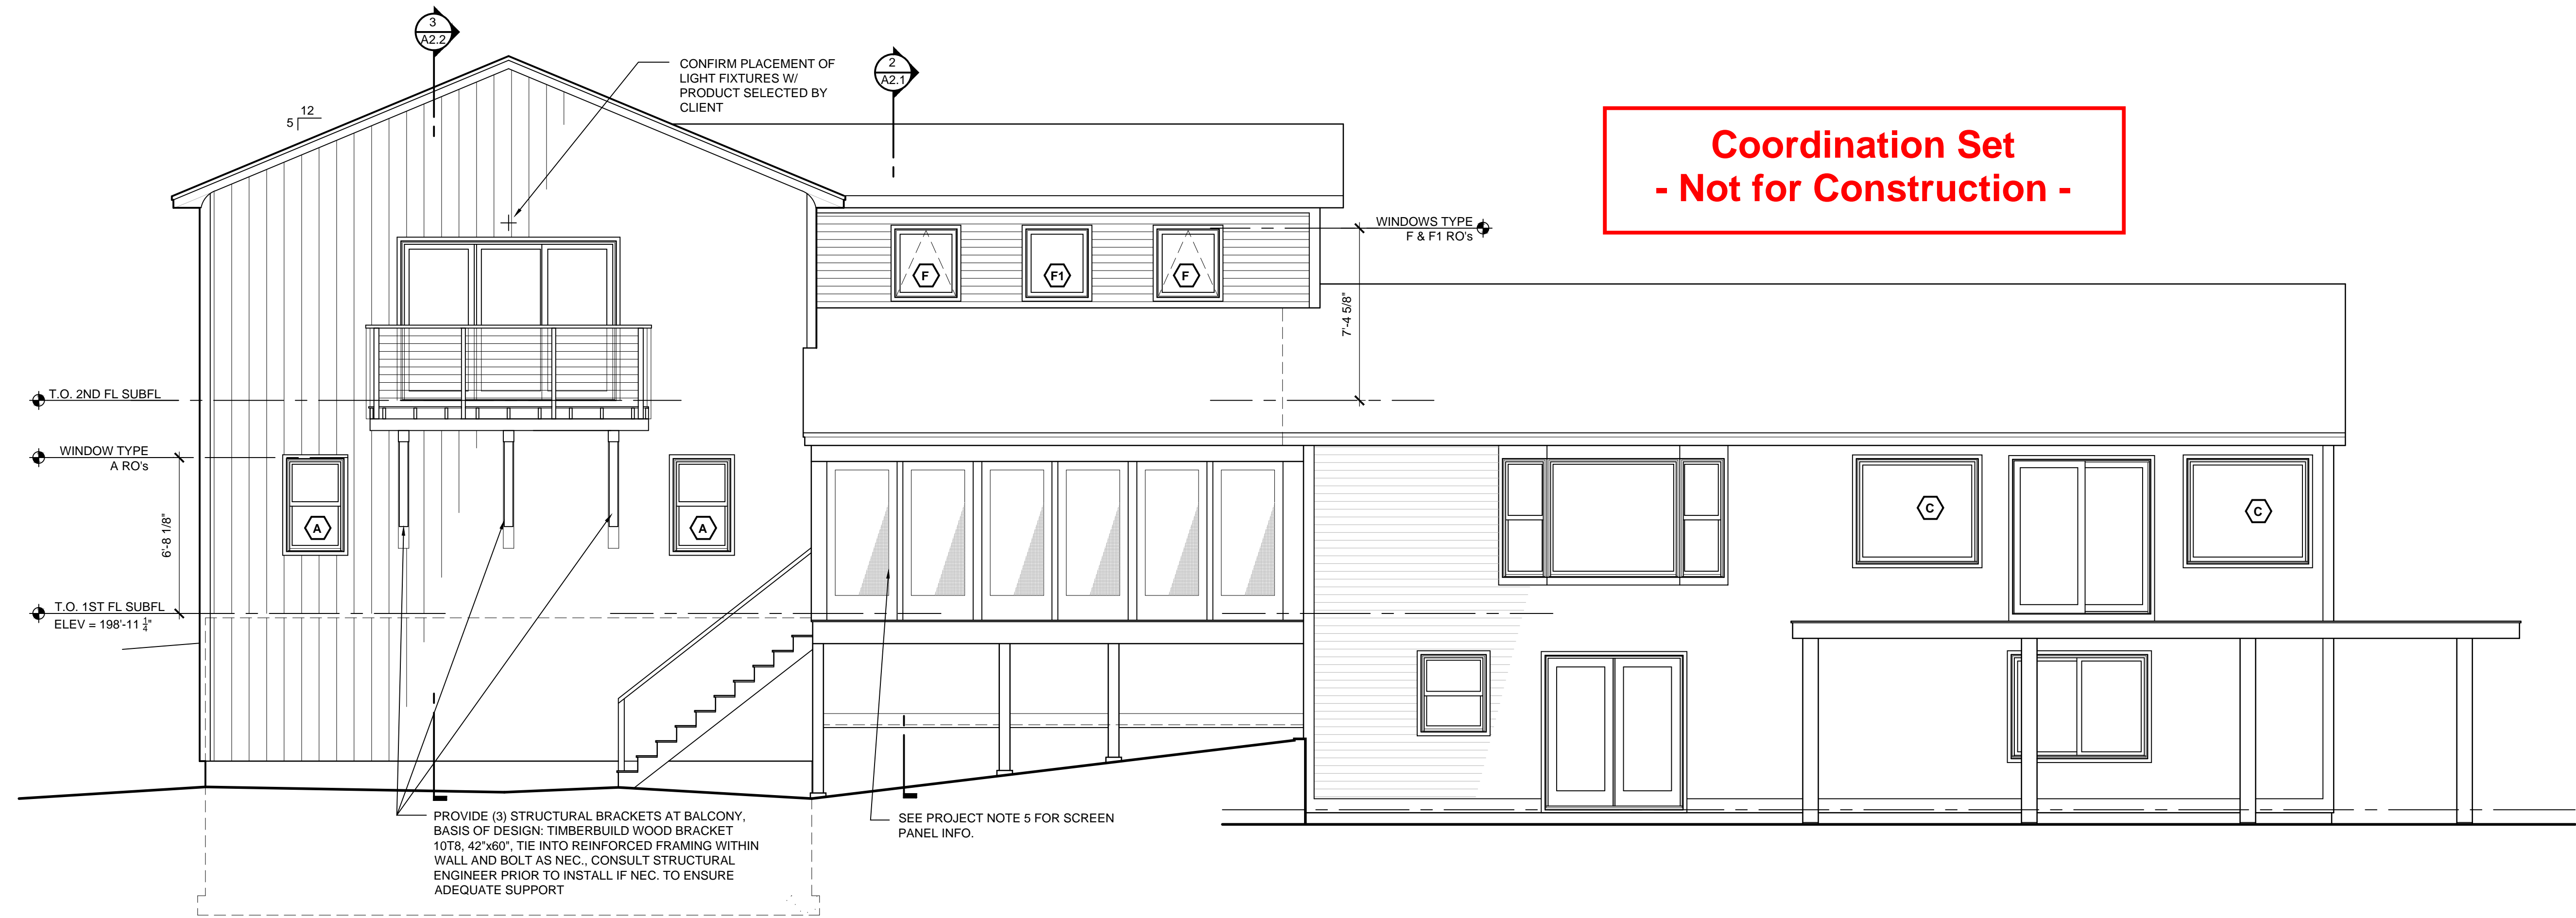 3
A2.2
2
A2.1
CONFIRM PLACEMENT OF
LIGHT FIXTURES W/
PRODUCT SELECTED BY
CLIENT
12
5
Coordination Set
- Not for Construction -
WINDOWS TYPE
F & F1 RO's
F
F1
F
7'-4 5/8"
T.O. 2ND FL SUBFL
WINDOW TYPE
A RO's
6'-8 1/8"
A
A
C
C
T.O. 1ST FL SUBFL
ELEV = 198'-11 1/4"
PROVIDE (3) STRUCTURAL BRACKETS AT BALCONY,
BASIS OF DESIGN: TIMBERBUILD WOOD BRACKET
10T8, 42"x60", TIE INTO REINFORCED FRAMING WITHIN
WALL AND BOLT AS NEC., CONSULT STRUCTURAL
ENGINEER PRIOR TO INSTALL IF NEC. TO ENSURE
ADEQUATE SUPPORT
SEE PROJECT NOTE 5 FOR SCREEN
PANEL INFO.